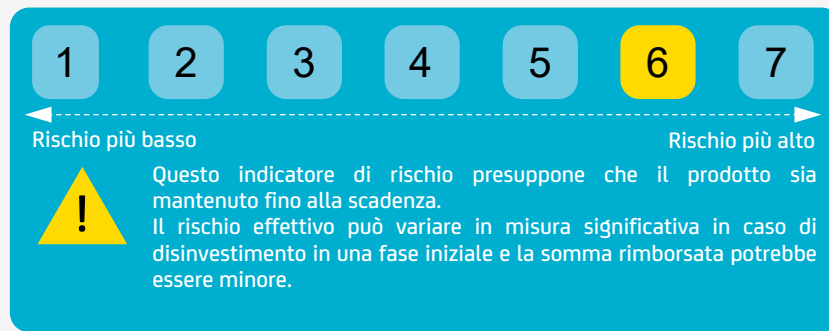 1 2 3 4 5 6 7
Rischio più basso Rischio più alto
!
Questo indicatore di rischio presuppone che il prodotto sia
mantenuto fino alla scadenza.
Il rischio effettivo può variare in misura significativa in caso di
disinvestimento in una fase iniziale e la somma rimborsata potrebbe
essere minore.